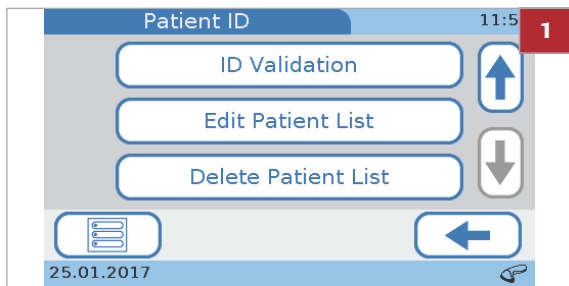 Patient ID
11:5
1
ID Validation
Edit Patient List
Delete Patient List
25.01.2017